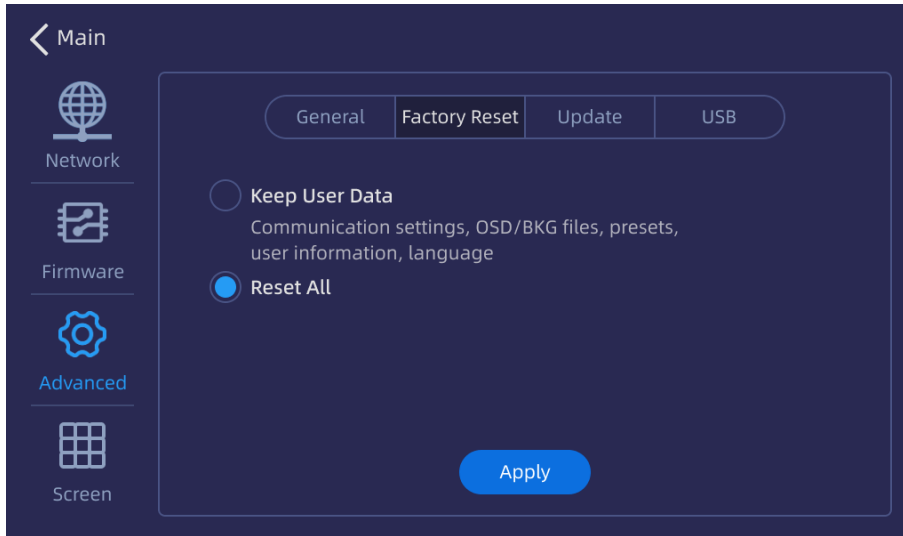 Main
Network
Firmware
Advanced
Screen
General Factory Reset Update USB
Keep User Data
Communication settings, OSD/BKG files, presets,
user information, language
Reset All
Apply